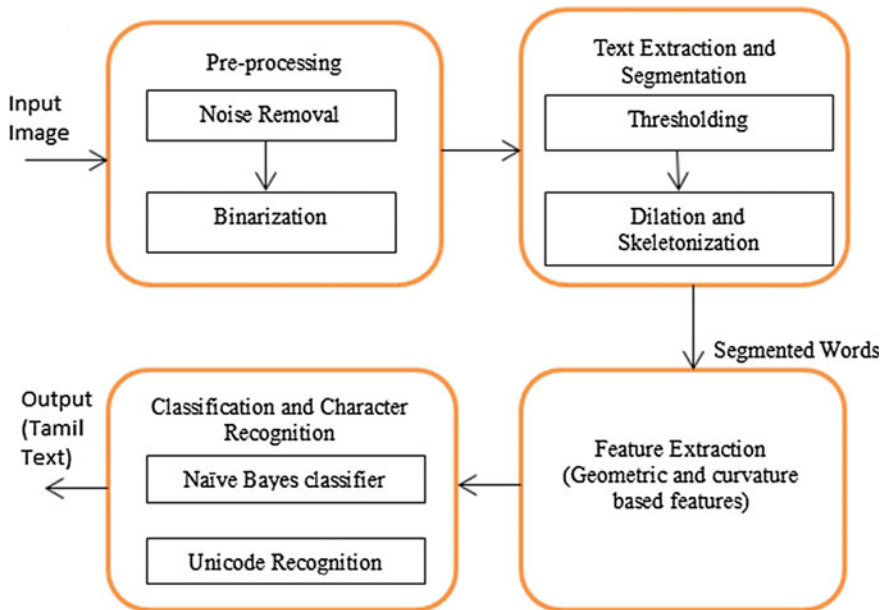 Input
Image
Pre-processing
Noise Removal
Binarization
Text Extraction and
Segmentation
Thresholding
Dilation and
Skeletonization
Segmented Words
Feature Extraction
(Geometric and curvature
based features)
Classification and Character
Recognition
Naïve Bayes classifier
Unicode Recognition
Output
(Tamil
Text)